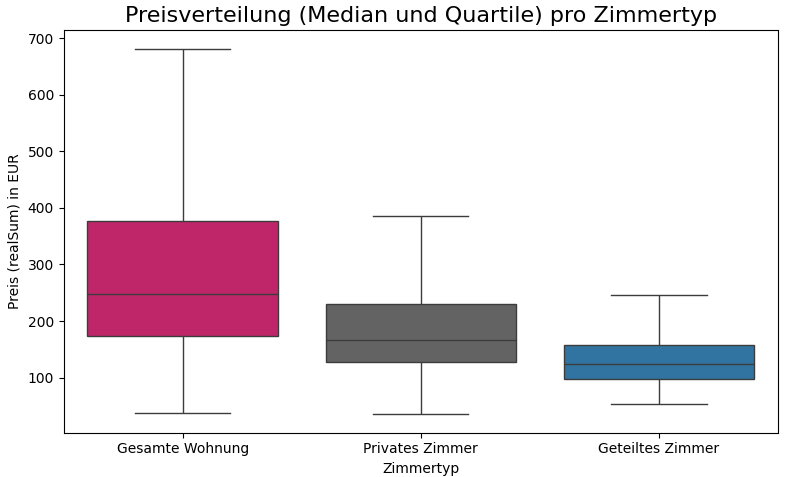 Preisverteilung (Median und Quartile) pro Zimmertyp
Preis (realSum) in EUR
700
600
500
400
300
200
100
Gesamte Wohnung
Privates Zimmer
Geteiltes Zimmer
Zimmertyp